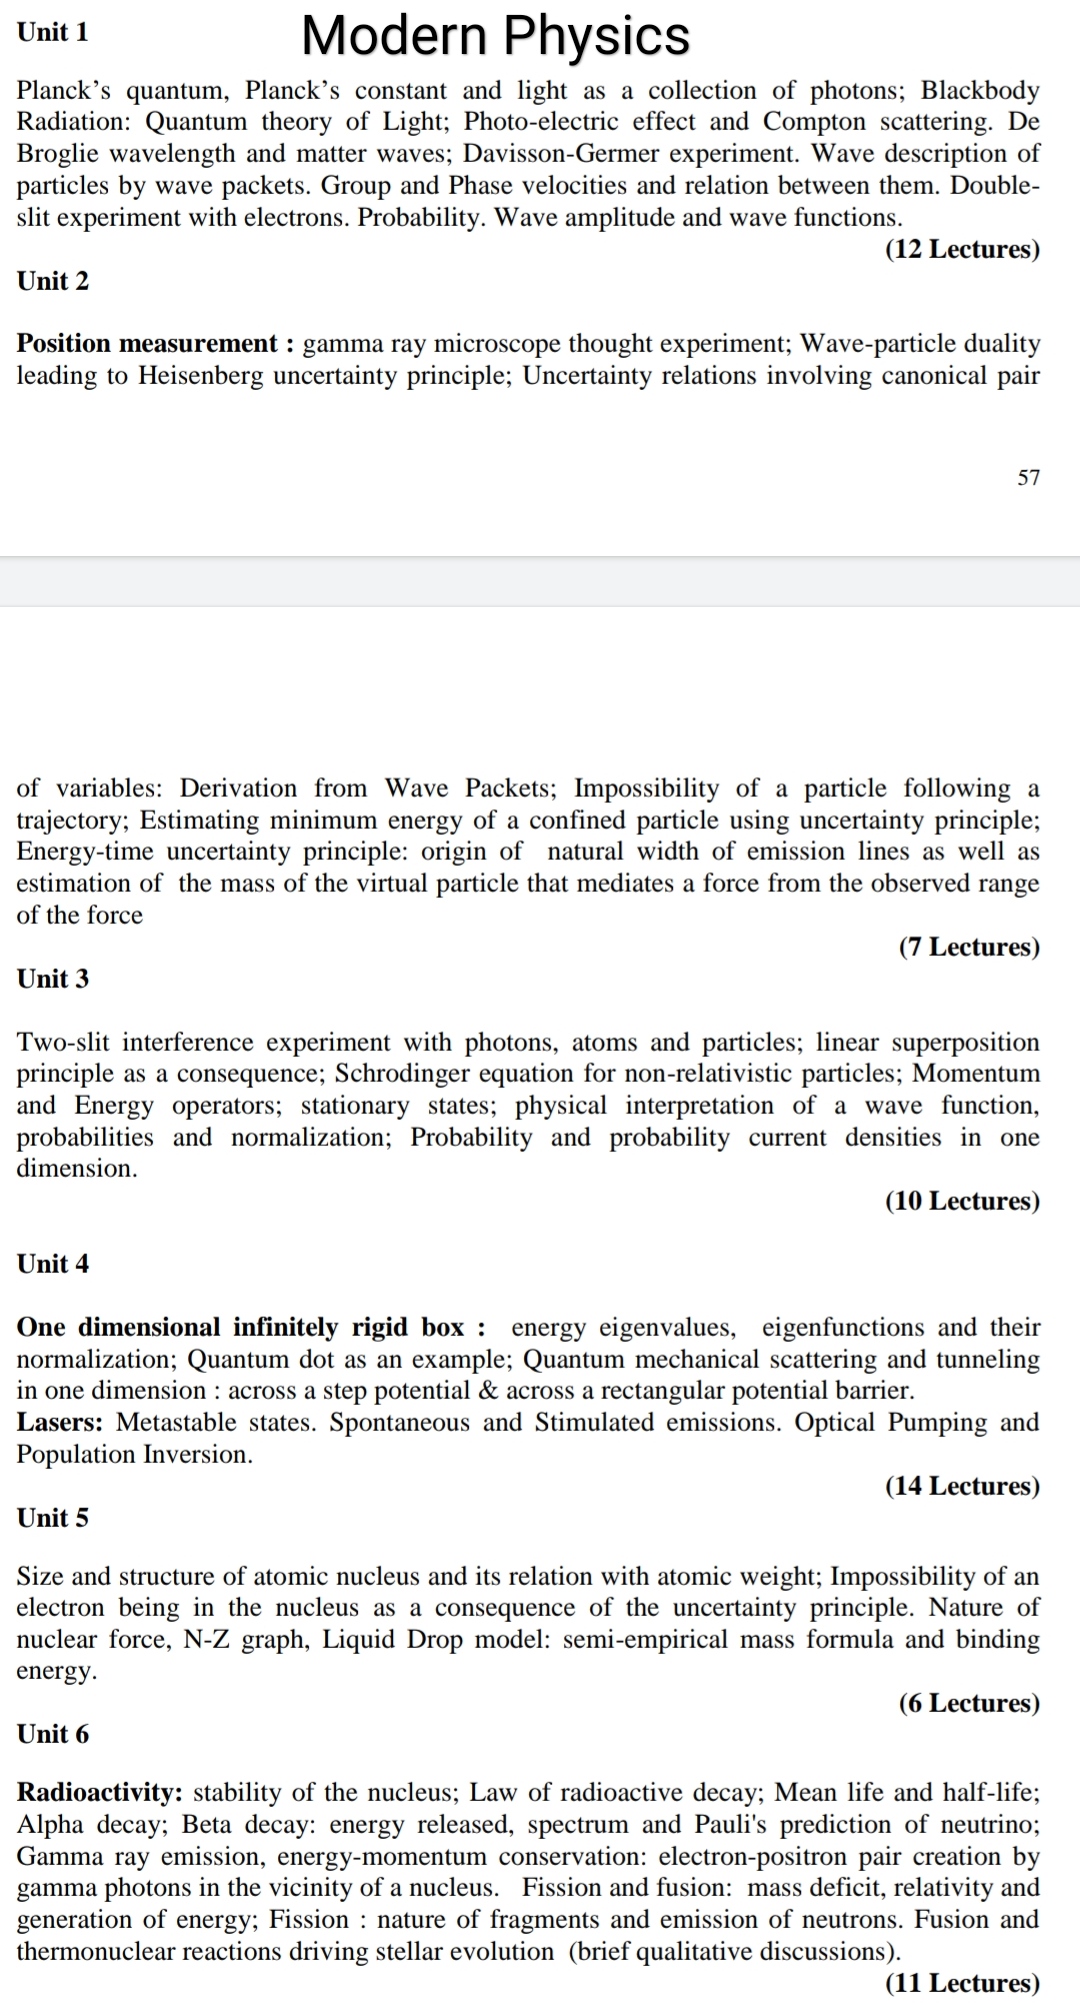 Unit 1
Modern Physics
Planck’s quantum, Planck’s constant and light as a collection of photons; Blackbody
Radiation: Quantum theory of Light; Photo-electric effect and Compton scattering. De
Broglie wavelength and matter waves; Davisson-Germer experiment. Wave description of
particles by wave packets. Group and Phase velocities and relation between them. Double-
slit experiment with electrons. Probability. Wave amplitude and wave functions.
(12 Lectures)
Unit 2
Position measurement : gamma ray microscope thought experiment; Wave-particle duality
leading to Heisenberg uncertainty principle; Uncertainty relations involving canonical pair
57
of variables: Derivation from Wave Packets; Impossibility of a particle following a
trajectory; Estimating minimum energy of a confined particle using uncertainty principle;
Energy-time uncertainty principle: origin of natural width of emission lines as well as
estimation of the mass of the virtual particle that mediates a force from the observed range
of the force
(7 Lectures)
Unit 3
Two-slit interference experiment with photons, atoms and particles; linear superposition
principle as a consequence; Schrodinger equation for non-relativistic particles; Momentum
and Energy operators; stationary states; physical interpretation of a wave function,
probabilities and normalization; Probability and probability current densities in one
dimension.
(10 Lectures)
Unit 4
One dimensional infinitely rigid box : energy eigenvalues, eigenfunctions and their
normalization; Quantum dot as an example; Quantum mechanical scattering and tunneling
in one dimension : across a step potential & across a rectangular potential barrier.
Lasers: Metastable states. Spontaneous and Stimulated emissions. Optical Pumping and
Population Inversion.
(14 Lectures)
Unit 5
Size and structure of atomic nucleus and its relation with atomic weight; Impossibility of an
electron being in the nucleus as a consequence of the uncertainty principle. Nature of
nuclear force, N-Z graph, Liquid Drop model: semi-empirical mass formula and binding
energy.
(6 Lectures)
Unit 6
Radioactivity: stability of the nucleus; Law of radioactive decay; Mean life and half-life;
Alpha decay; Beta decay: energy released, spectrum and Pauli's prediction of neutrino;
Gamma ray emission, energy-momentum conservation: electron-positron pair creation by
gamma photons in the vicinity of a nucleus. Fission and fusion: mass deficit, relativity and
generation of energy; Fission : nature of fragments and emission of neutrons. Fusion and
thermonuclear reactions driving stellar evolution (brief qualitative discussions).
(11 Lectures)